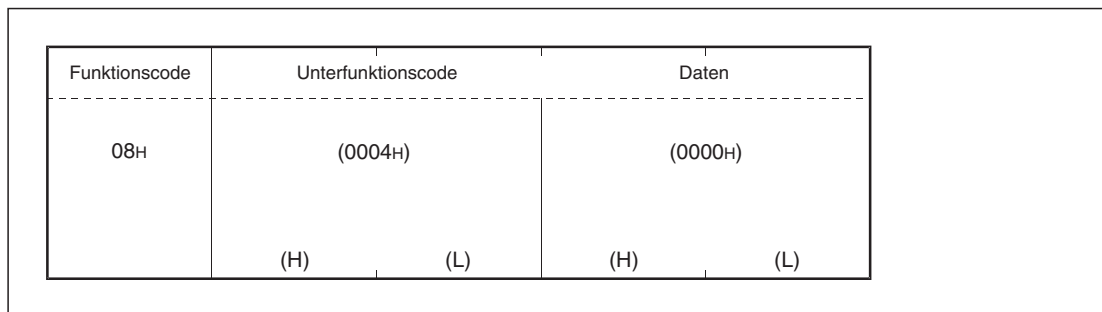 Funktionscode Unterfunktionscode Daten
08H (0004H) (0000H)
(H) (L) (H) (L)